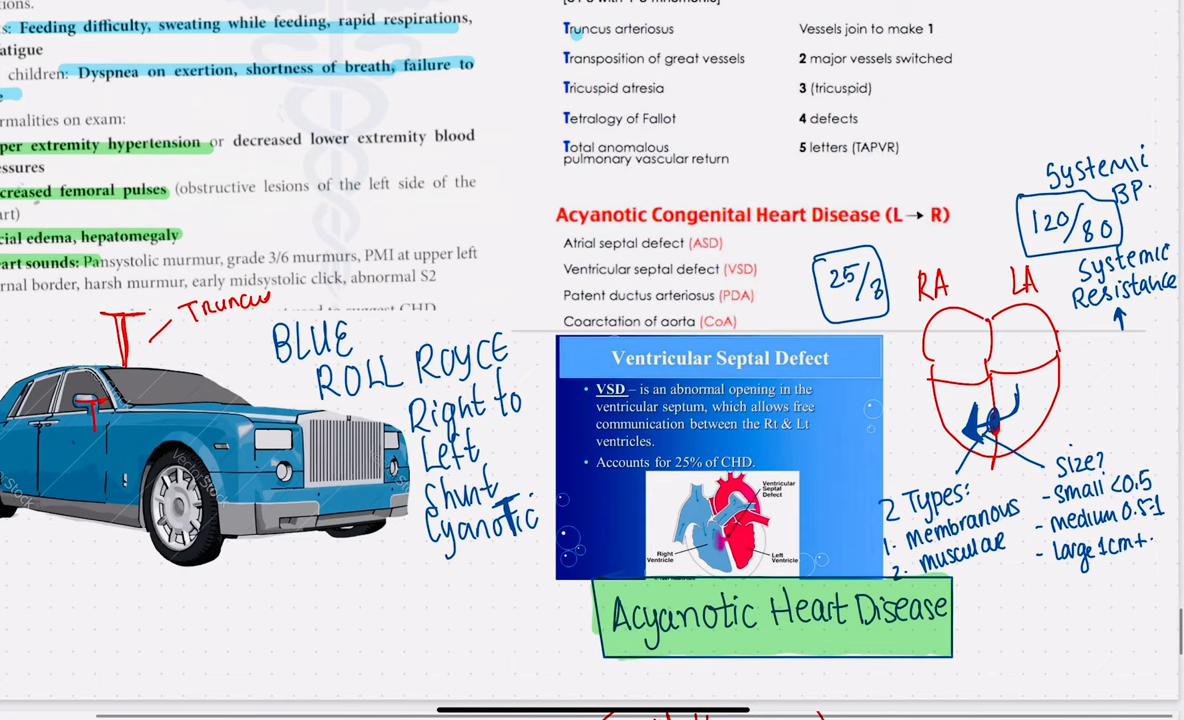 s: Feeding difficulty, sweating while feeding, rapid respirations,
atigue
children: Dyspnea on exertion, shortness of breath, failure to
e
rmalities on exam:
per extremity hypertension or decreased lower extremity blood
essures
creased femoral pulses (obstructive lesions of the left side of the
art)
cial edema, hepatomegaly
art sounds: Pansystolic murmur, grade 3/6 murmurs, PMI at upper left
rnal border, harsh murmur, early midsystolic click, abnormal S2
Truncus arteriosus Vessels join to make 1
Transposition of great vessels 2 major vessels switched
Tricuspid atresia 3 (tricuspid)
Tetralogy of Fallot 4 defects
Total anomalous
pulmonary vascular return 5 letters (TAPVR)
Acyanotic Congenital Heart Disease (L → R)
Atrial septal defect (ASD)
Ventricular septal defect (VSD)
Patent ductus arteriosus (PDA)
Coarctation of aorta (CoA)
Systemic
BP.
120/80
Systemic
Resistance
↑
25/8
RA LA
T Truncus
BLUE
ROLL ROYCE
Right to
Left
Shunt
Cyanotic
Ventricular Septal Defect
• VSD – is an abnormal opening in the
ventricular septum, which allows free
communication between the Rt & Lt
ventricles.
• Accounts for 25% of CHD.
Ventricular
Septal
Defect
Right
Ventricle
Left
Ventricle
2 Types:
1. Membranous
2. Muscular
Size?
- Small <0.5
- medium 0.5-1
- large 1cm+.
Acyanotic Heart Disease